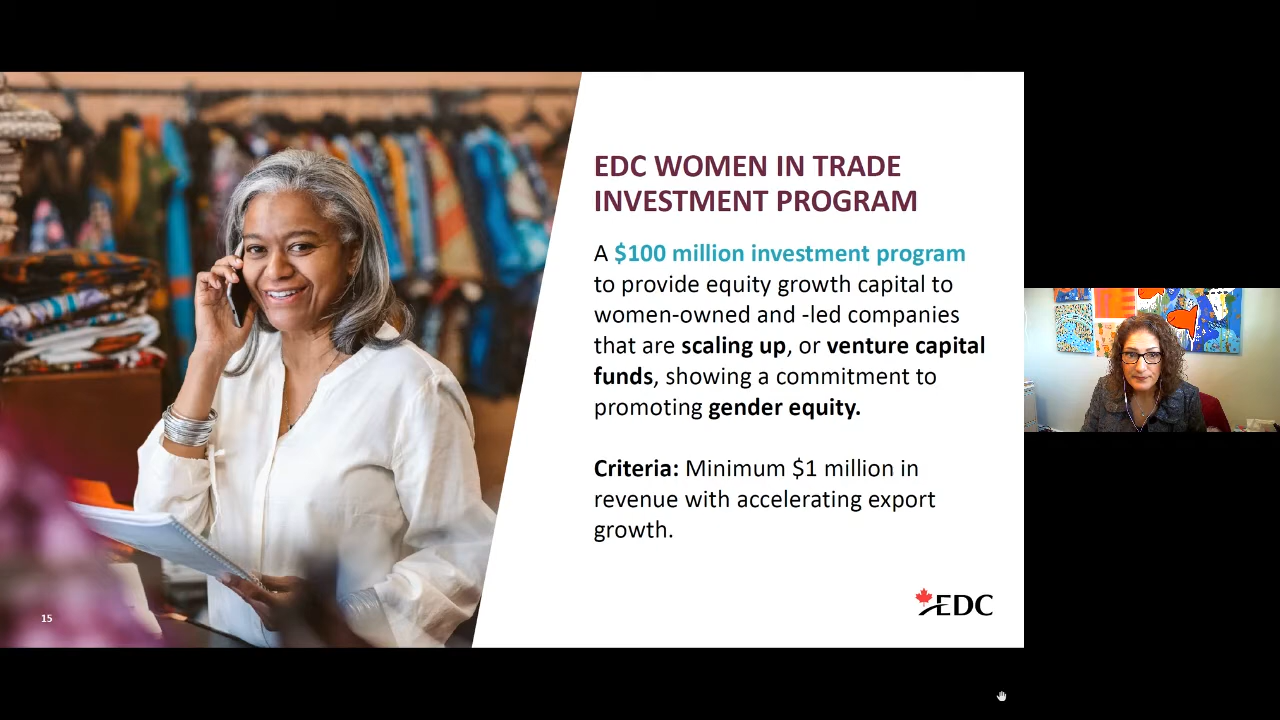 EDC WOMEN IN TRADE
INVESTMENT PROGRAM
A $100 million investment program
to provide equity growth capital to
women-owned and -led companies
that are scaling up, or venture capital
funds, showing a commitment to
promoting gender equity.
Criteria: Minimum $1 million in
revenue with accelerating export
growth.
EDC
15